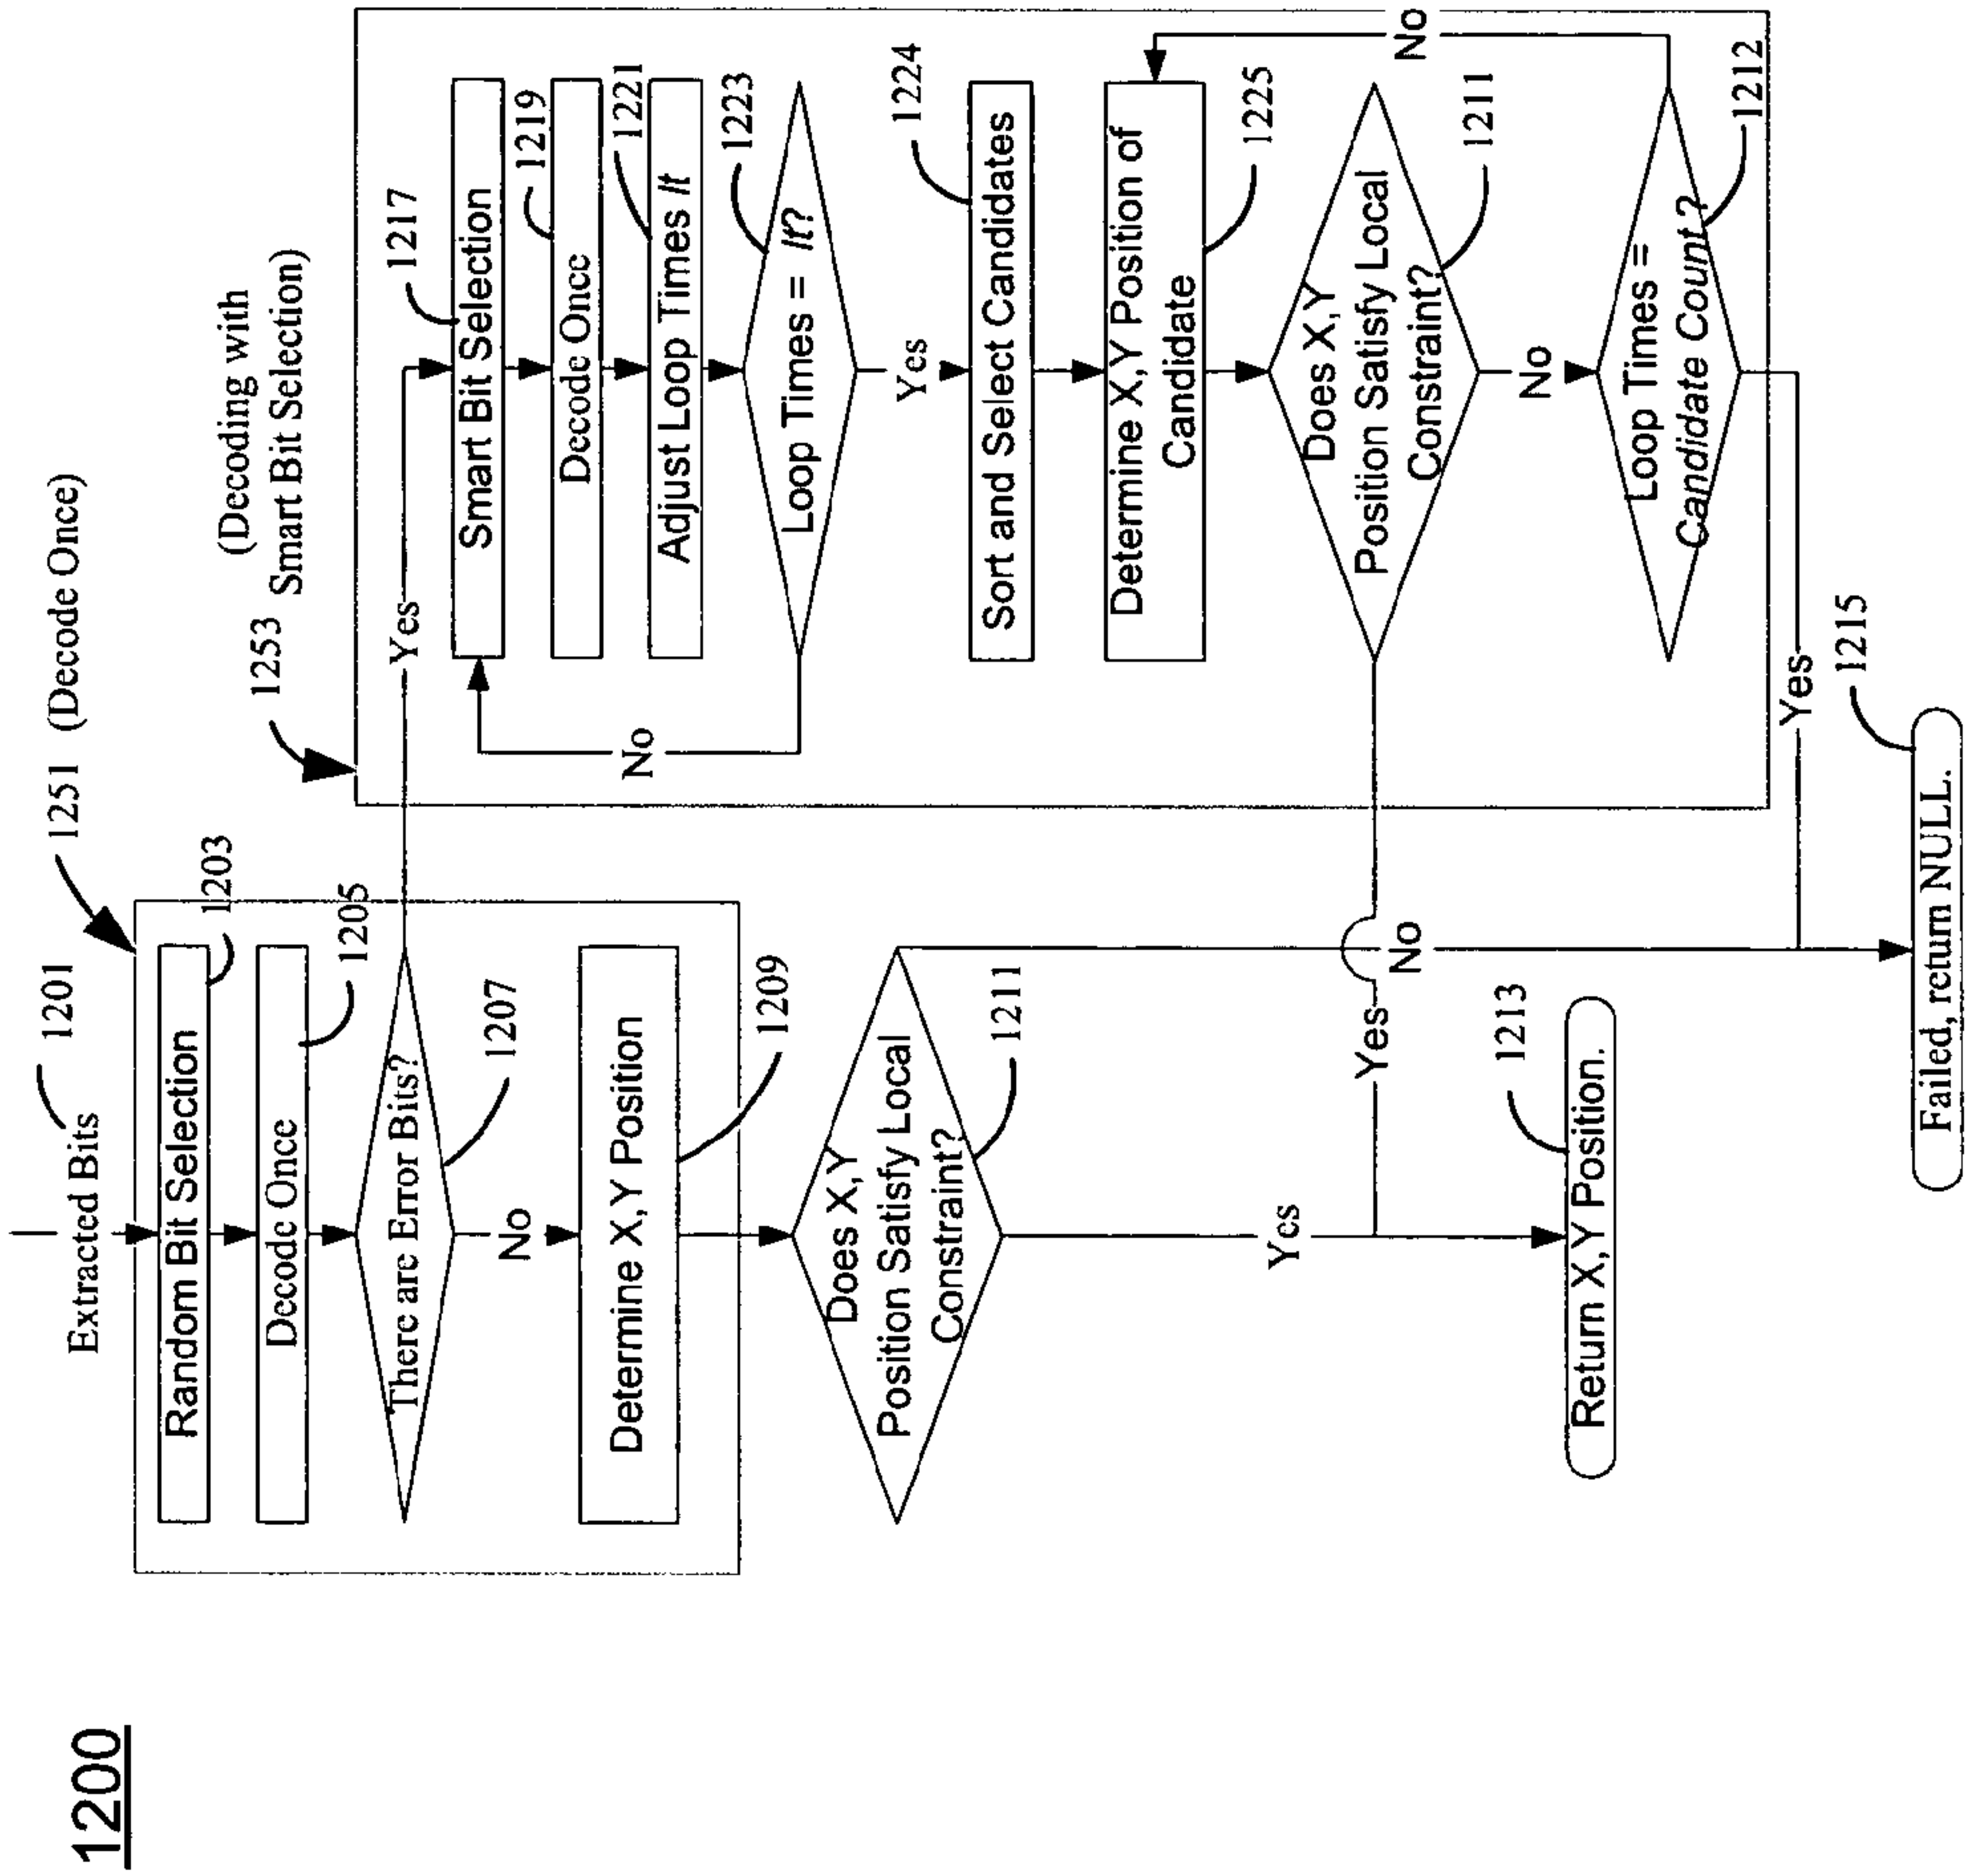 1200
1201
Extracted Bits
1251 (Decode Once)
Random Bit Selection
1203
Decode Once
1205
There are Error Bits?
1207
Yes
No
Determine X,Y Position
1209
Does X,Y
Position Satisfy Local
Constraint?
1211
Yes
No
Return X,Y Position.
1213
1253
(Decoding with
Smart Bit Selection)
1217
Smart Bit Selection
1219
Decode Once
1221
Adjust Loop Times lt
1223
Loop Times = lt?
No
Yes
1224
Sort and Select Candidates
Determine X,Y Position of
Candidate
1225
Does X,Y
Position Satisfy Local
Constraint?
1211
Yes
No
Loop Times =
Candidate Count?
1212
No
Yes
1215
Failed, return NULL.